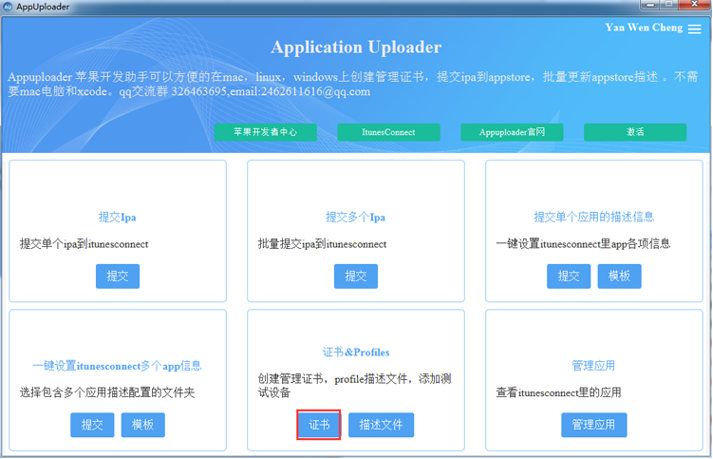 AppUploader
Yan Wen Cheng
Application Uploader
Appuploader 苹果开发助手可以方便的在mac，linux，windows上创建管理证书，提交ipa到appstore，批量更新appstore描述 。不需
要mac电脑和xcode。qq交流群 326463695,email:2462611616@qq.com
苹果开发者中心 ItunesConnect Appuploader官网 激活
提交Ipa
提交单个ipa到itunesconnect
提交
提交多个Ipa
批量提交ipa到itunesconnect
提交
提交单个应用的描述信息
一键设置itunesconnect里app各项信息
提交 模板
一键设置itunesconnect多个app信息
选择包含多个应用描述配置的文件夹
提交 模板
证书&Profiles
创建管理证书，profile描述文件，添加测
试设备
证书 描述文件
管理应用
查看itunesconnect里的应用
管理应用